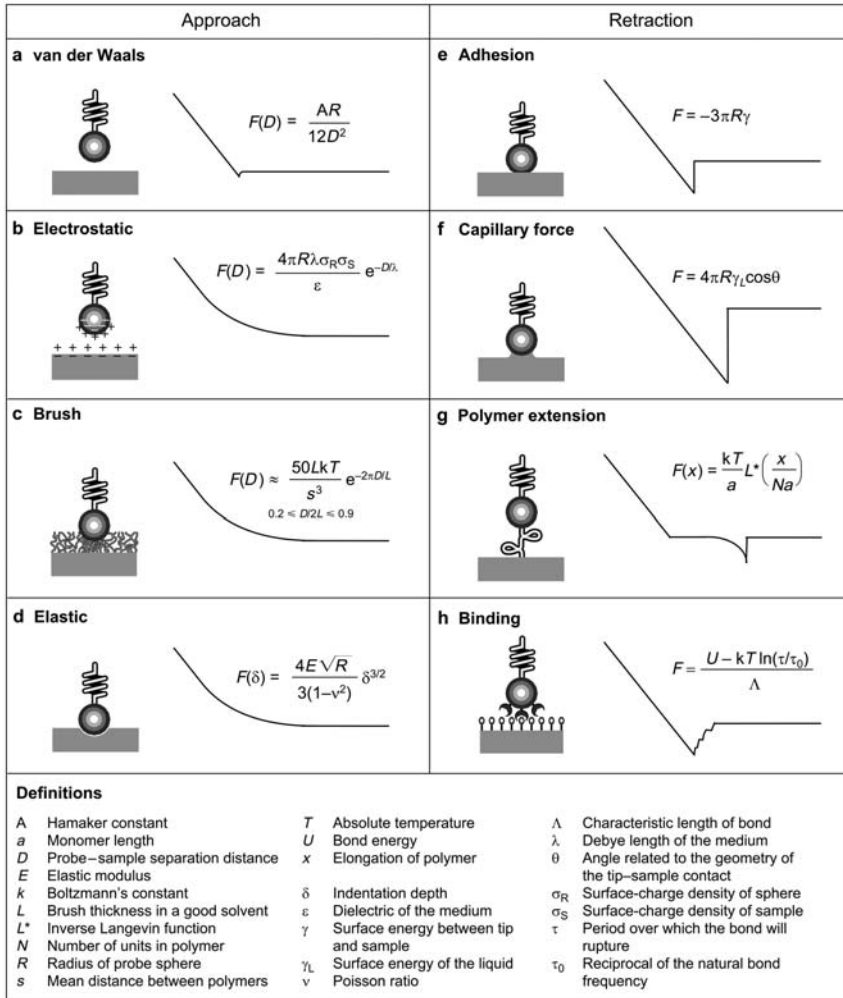 Approach
Retraction
a van der Waals
F(D) = AR / 12D²
e Adhesion
F = −3πRγ
b Electrostatic
F(D) = 4πRλσRσS / ε e−D/λ
+ + + + + +
f Capillary force
F = 4πRγL cosθ
c Brush
F(D) ≈ 50LkT / s³ e−2πD/L
0.2 ≤ D/2L ≤ 0.9
g Polymer extension
F(x) = kT / a L* (x / Na)
d Elastic
F(δ) = 4E√R / 3(1−ν²) δ3/2
h Binding
F = U − kT ln(τ/τ0) / Λ
Definitions
A Hamaker constant
a Monomer length
D Probe–sample separation distance
E Elastic modulus
k Boltzmann's constant
L Brush thickness in a good solvent
L* Inverse Langevin function
N Number of units in polymer
R Radius of probe sphere
s Mean distance between polymers
T Absolute temperature
U Bond energy
x Elongation of polymer
δ Indentation depth
ε Dielectric of the medium
γ Surface energy between tip
and sample
γL Surface energy of the liquid
ν Poisson ratio
Λ Characteristic length of bond
λ Debye length of the medium
θ Angle related to the geometry of
the tip–sample contact
σR Surface-charge density of sphere
σS Surface-charge density of sample
τ Period over which the bond will
rupture
τ0 Reciprocal of the natural bond
frequency